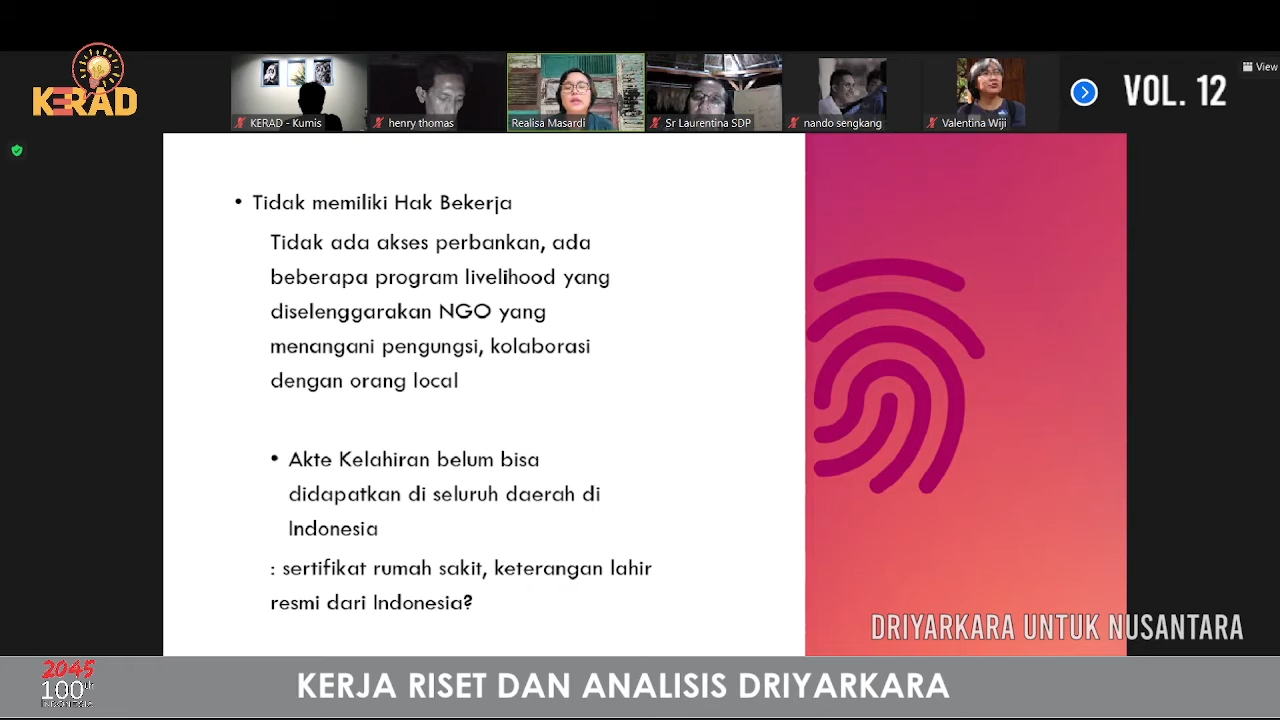 KERAD
VOL. 12
View
KERAD - Kumis
henry thomas
Realisa Masardi
Sr Laurentina SDP
nando sengkang
Valentina Wiji
• Tidak memiliki Hak Bekerja
Tidak ada akses perbankan, ada
beberapa program livelihood yang
diselenggarakan NGO yang
menangani pengungsi, kolaborasi
dengan orang local
• Akte Kelahiran belum bisa
didapatkan di seluruh daerah di
Indonesia
: sertifikat rumah sakit, keterangan lahir
resmi dari Indonesia?
DRIYARKARA UNTUK NUSANTARA
2045
100th
INDONESIA
KERJA RISET DAN ANALISIS DRIYARKARA